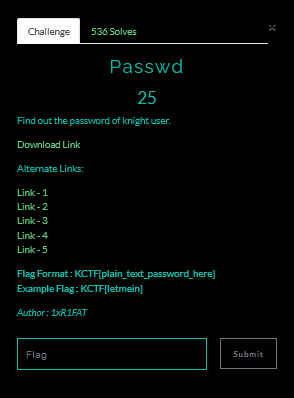 Challenge
536 Solves
×
Passwd
25
Find out the password of knight user.
Download Link
Alternate Links:
Link - 1
Link - 2
Link - 3
Link - 4
Link - 5
Flag Format : KCTF{plain_text_password_here}
Example Flag : KCTF{letmein}
Author : 1xR1FAT
Flag
Submit